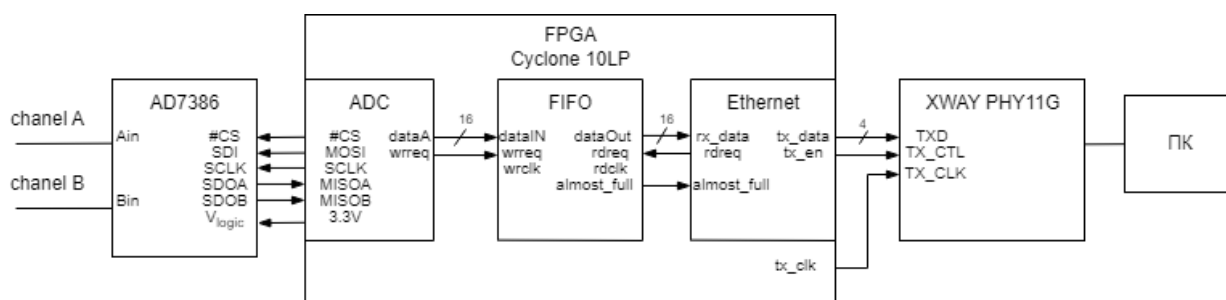 FPGA
Cyclone 10LP
chanel A
chanel B
AD7386
Ain
Bin
#CS
SDI
SCLK
SDOA
SDOB
Vlogic
ADC
#CS
MOSI
SCLK
MISOA
MISOB
3.3V
dataA
wrreq
16
FIFO
dataIN
wrreq
wrclk
dataOut
rdreq
rdclk
almost_full
16
Ethernet
rx_data
rdreq
almost_full
tx_data
tx_en
4
tx_clk
XWAY PHY11G
TXD
TX_CTL
TX_CLK
ПК